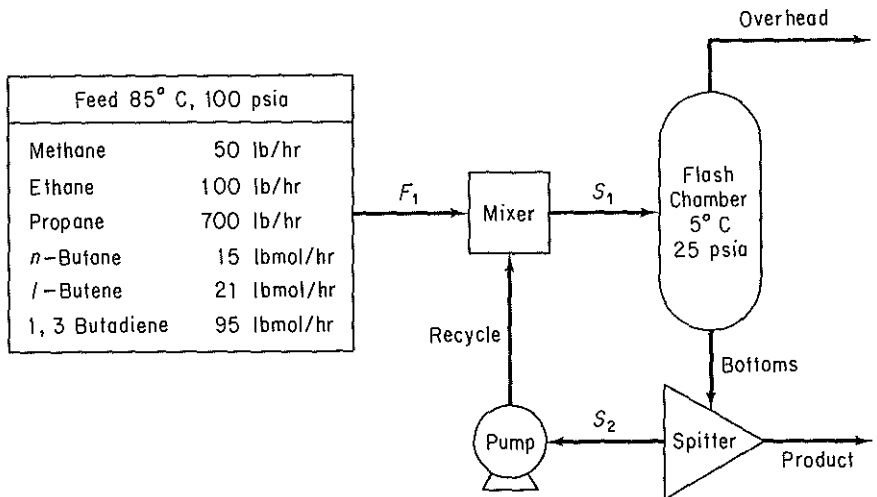 Overhead
Feed 85° C, 100 psia
Methane 50 lb/hr
Ethane 100 lb/hr
Propane 700 lb/hr
n-Butane 15 lbmol/hr
l-Butene 21 lbmol/hr
1, 3 Butadiene 95 lbmol/hr
F1
Mixer
S1
Flash
Chamber
5° C
25 psia
Recycle
Bottoms
Pump
S2
Spitter
Product